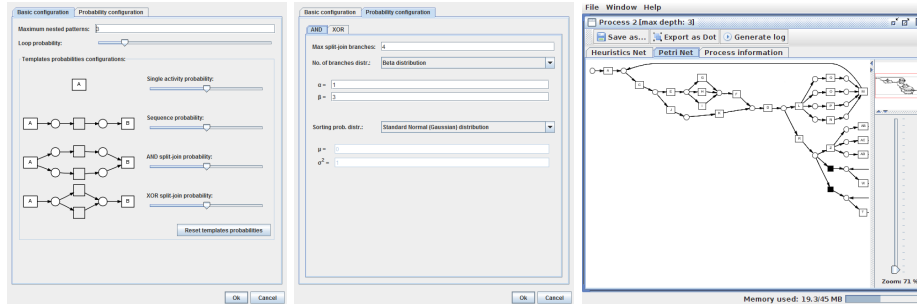 Basic configuration Probability configuration
Maximum nested patterns: 3
Loop probability:
Templates probabilities configurations:
Single activity probability:
A
Sequence probability:
A B
AND split-join probability:
A B
XOR split-join probability:
A B
Reset templates probabilities
Ok Cancel
Basic configuration Probability configuration
AND XOR
Max split-join branches: 4
No. of branches distr.: Beta distribution
α = 1
β = 3
Sorting prob. distr.: Standard Normal (Gaussian) distribution
μ = 0
σ² = 1
Ok Cancel
File Window Help
Process 2 [max depth: 3]
Save as... Export as Dot Generate log
Heuristics Net Petri Net Process information
A
Zoom: 71 %
Memory used: 19.3/45 MB